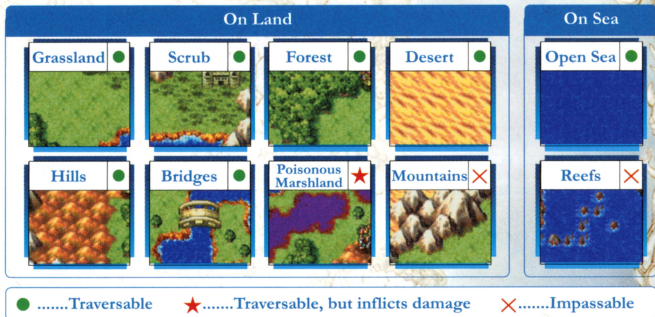 On Land
On Sea
Grassland ●
Scrub ●
Forest ●
Desert ●
Open Sea ●
Hills ●
Bridges ●
Poisonous
Marshland ★
Mountains ×
Reefs ×
● .......Traversable ★.......Traversable, but inflicts damage ×.......Impassable